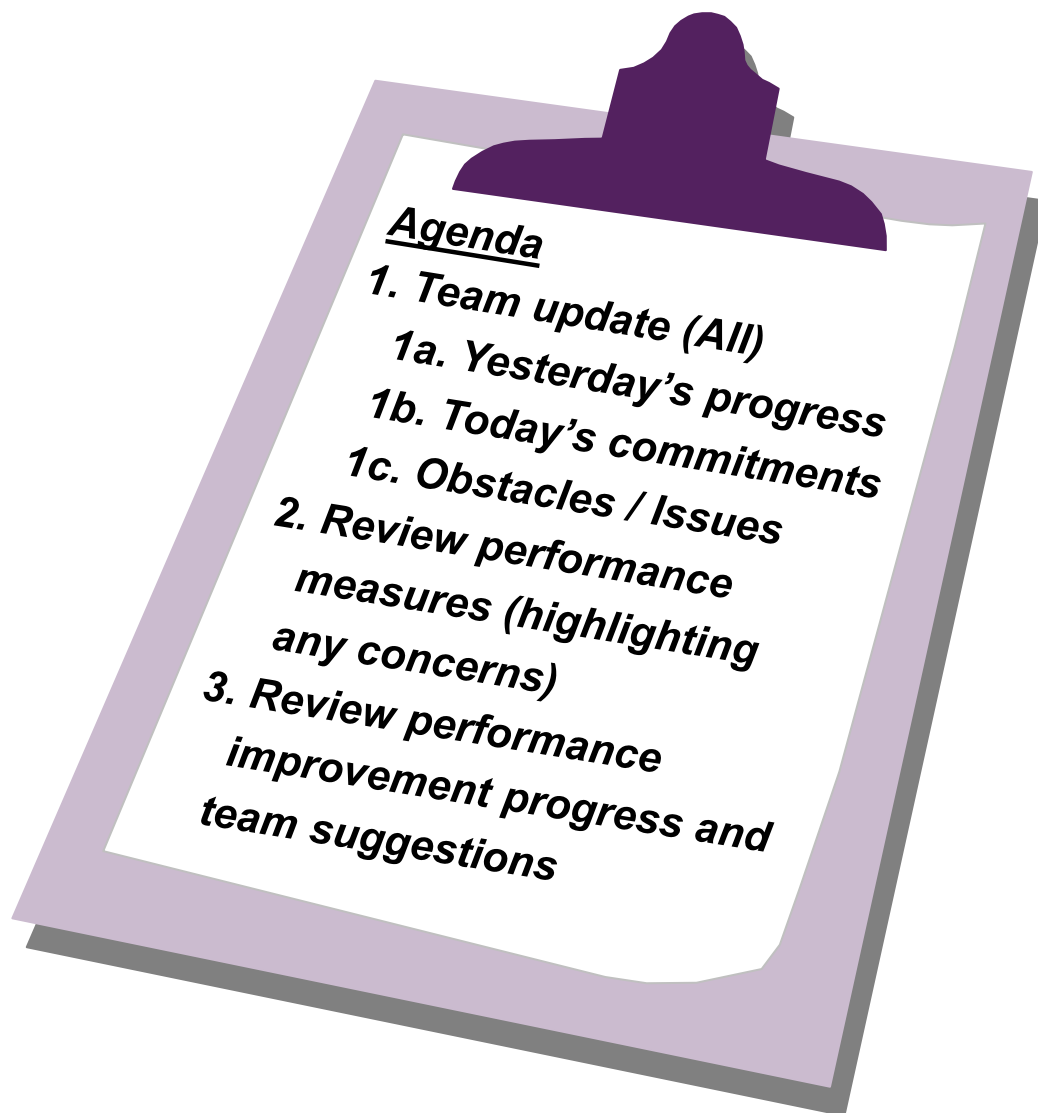 Agenda
1. Team update (All)
1a. Yesterday’s progress
1b. Today’s commitments
1c. Obstacles / Issues
2. Review performance
measures (highlighting
any concerns)
3. Review performance
improvement progress and
team suggestions